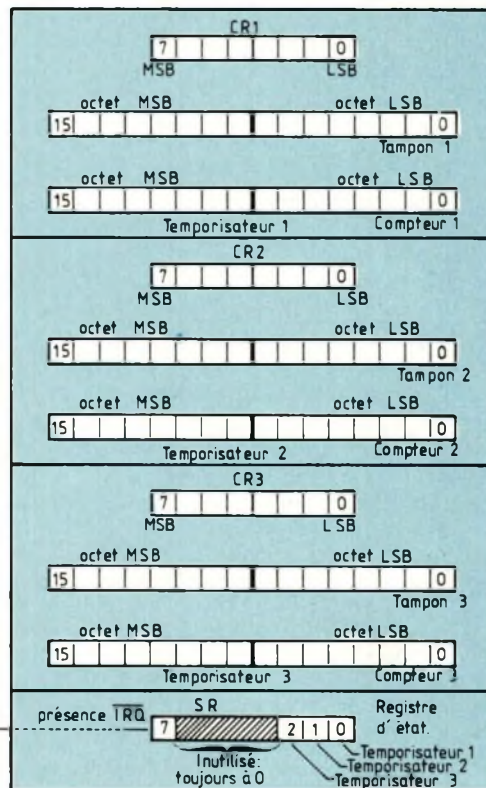 CR1
7 0
MSB LSB
octet MSB octet LSB
15 0
Tampon 1
octet MSB octet LSB
15 0
Temporisateur 1 Compteur 1
CR2
7 0
MSB LSB
octet MSB octet LSB
15 0
Tampon 2
octet MSB octet LSB
15 0
Temporisateur 2 Compteur 2
CR3
7 0
MSB LSB
octet MSB octet LSB
15 0
Tampon 3
octet MSB octet LSB
15 0
Temporisateur 3 Compteur 3
présence IRQ SR Registre
7 2 1 0 d'état.
Inutilisé: Temporisateur 1
toujours à 0 Temporisateur 2
Temporisateur 3